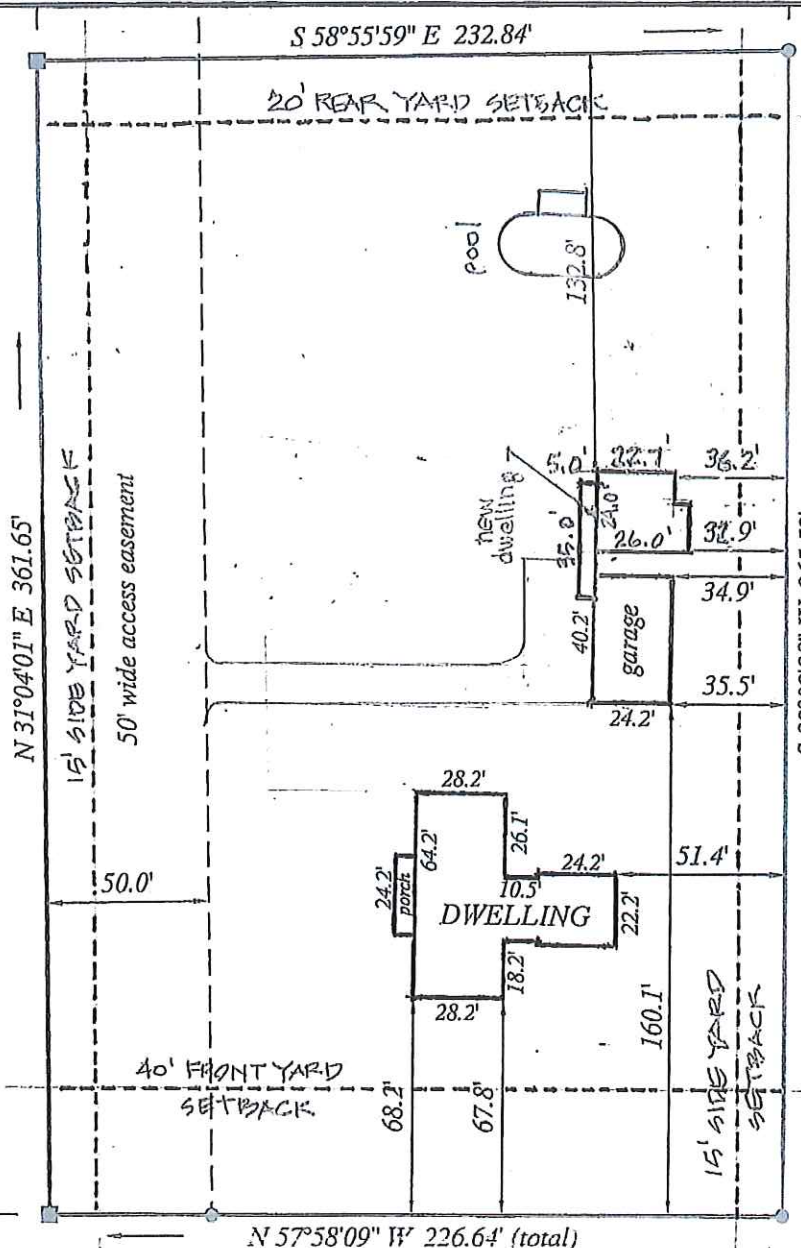 S 58°55'59" E 232.84'
20' REAR YARD SETBACK
pool
132.8'
N 31°04'01" E 361.65'
15' SIDE YARD SETBACK
50' wide access easement
new
dwelling
5.0'
22.7'
36.2'
35.0'
24.0'
26.0'
32.9'
34.9'
40.2'
garage
24.2'
35.5'
28.2'
64.2'
26.1'
24.2'
porch
10.5'
24.2'
51.4'
50.0'
DWELLING
22.2'
18.2'
28.2'
160.1'
40' FRONT YARD
SETBACK
68.2'
67.8'
15' SIDE YARD
SETBACK
N 57°58'09" W 226.64' (total)